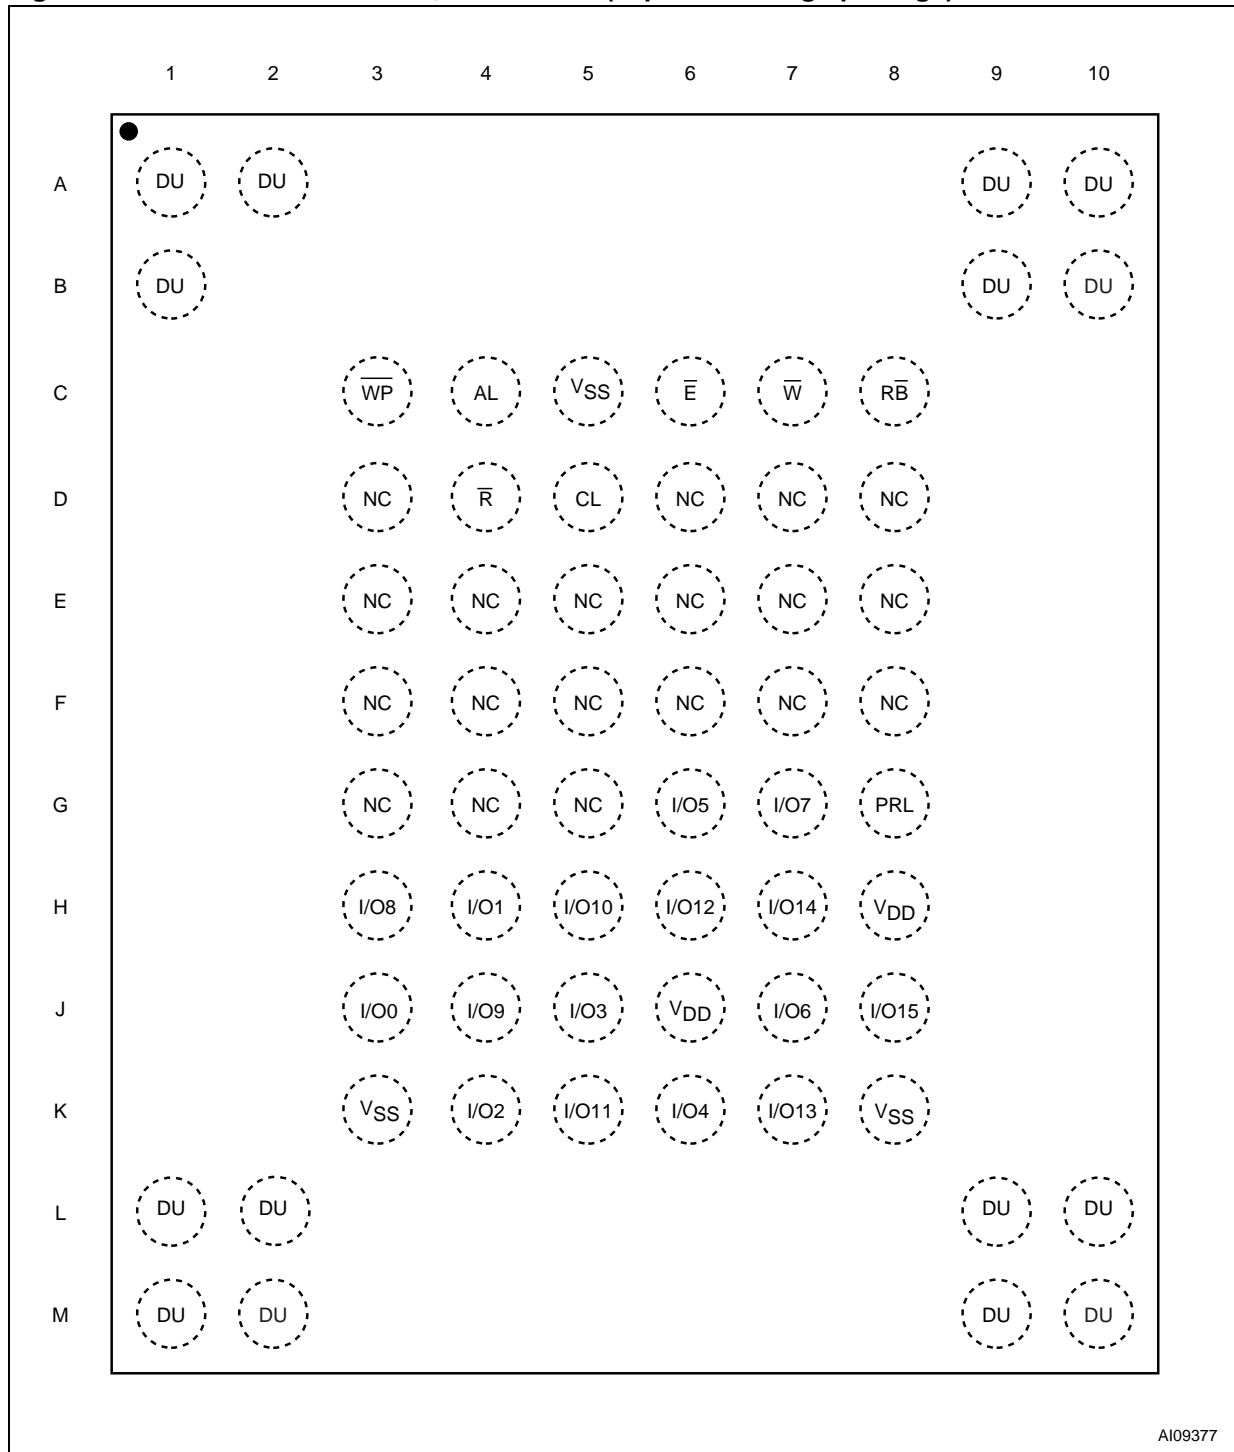 1 2 3 4 5 6 7 8 9 10
A DU DU DU DU
B DU DU DU
C W̅P̅ AL VSS E̅ W̅ RB̅
D NC R̅ CL NC NC NC
E NC NC NC NC NC NC
F NC NC NC NC NC NC
G NC NC NC I/O5 I/O7 PRL
H I/O8 I/O1 I/O10 I/O12 I/O14 VDD
J I/O0 I/O9 I/O3 VDD I/O6 I/O15
K VSS I/O2 I/O11 I/O4 I/O13 VSS
L DU DU DU DU
M DU DU DU DU
AI09377